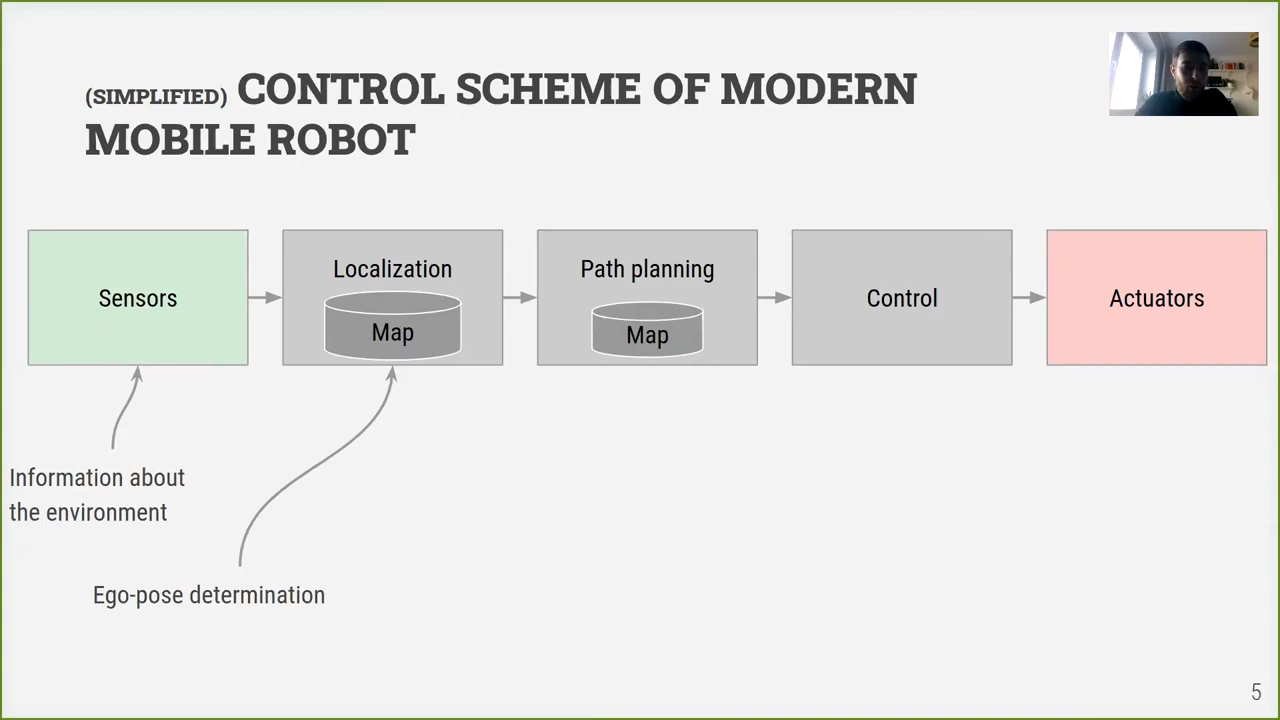 (SIMPLIFIED) CONTROL SCHEME OF MODERN
MOBILE ROBOT
Sensors
Localization
Map
Path planning
Map
Control
Actuators
Information about
the environment
Ego-pose determination
5